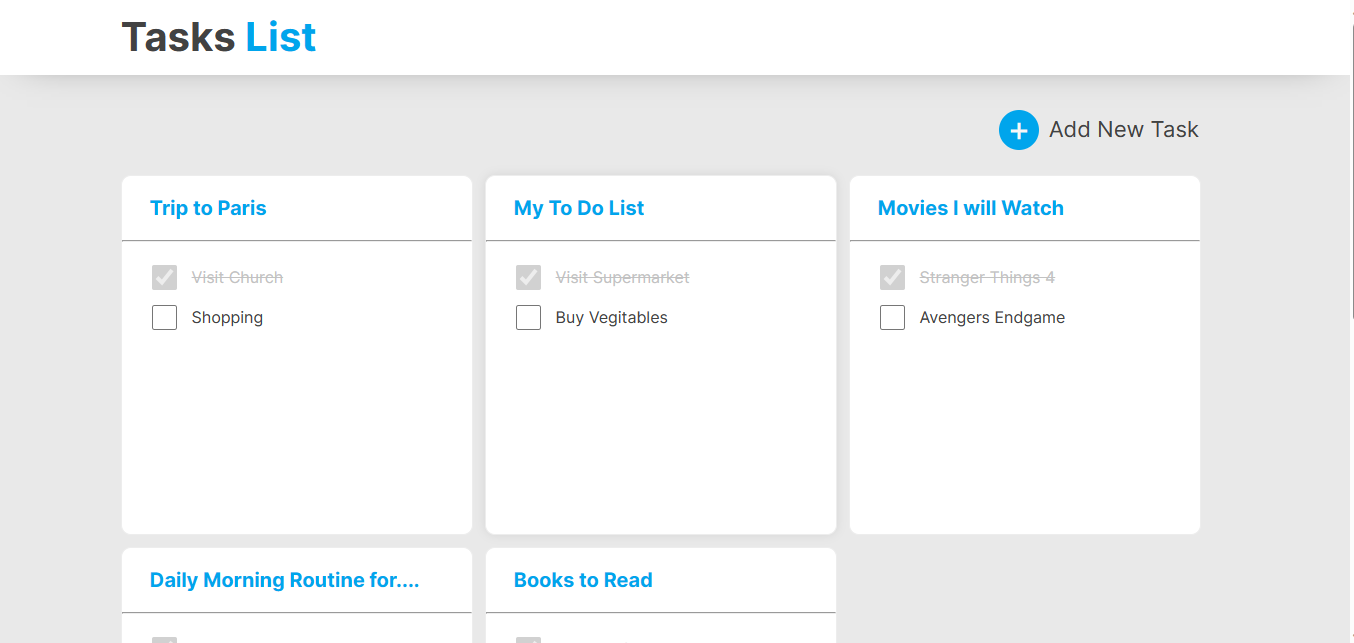 Tasks List
Add New Task
Trip to Paris
Visit Church
Shopping
My To Do List
Visit Supermarket
Buy Vegitables
Movies I will Watch
Stranger Things 4
Avengers Endgame
Daily Morning Routine for....
Books to Read